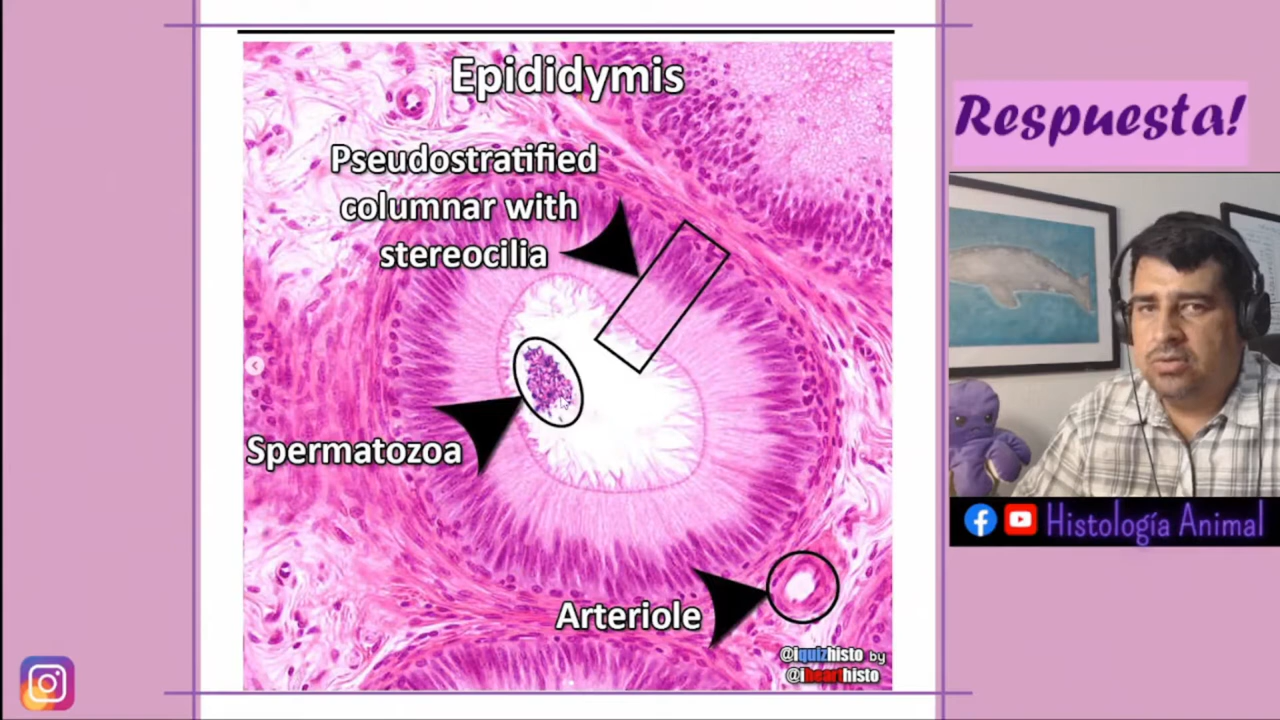 Epididymis
Pseudostratified
columnar with
stereocilia
Spermatozoa
Arteriole
@iquizhisto by
@ihearthisto
Respuesta!
Histología Animal